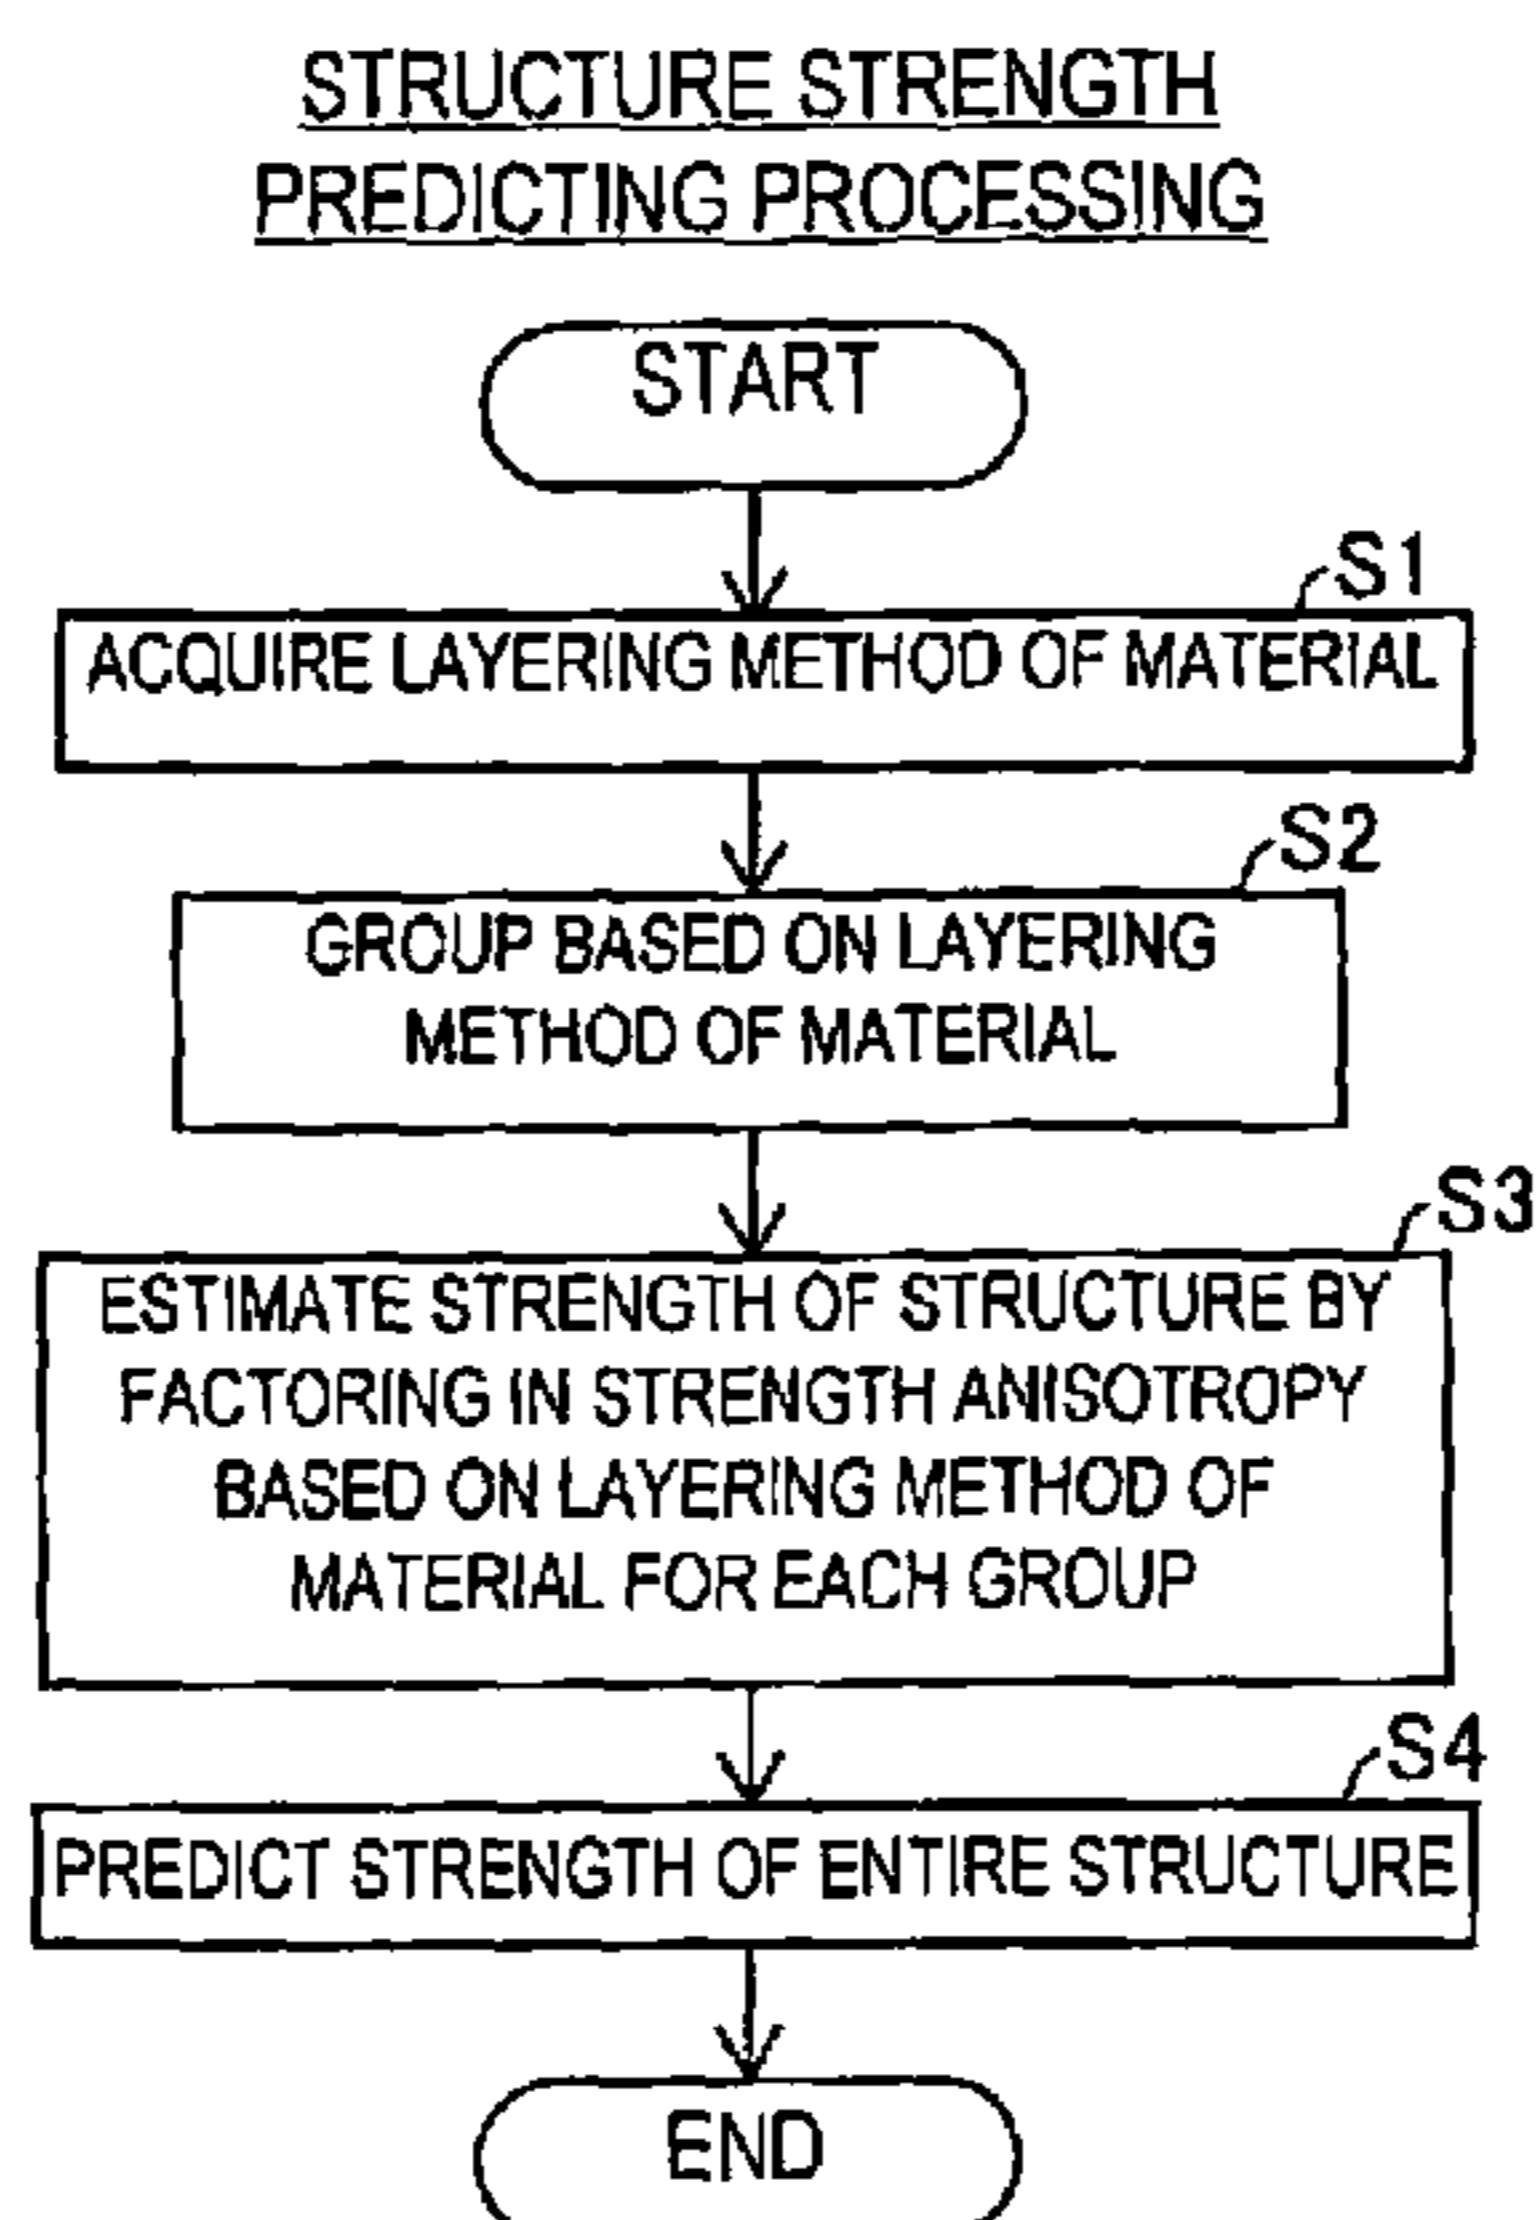 STRUCTURE STRENGTH
PREDICTING PROCESSING
START
S1
ACQUIRE LAYERING METHOD OF MATERIAL
S2
GROUP BASED ON LAYERING
METHOD OF MATERIAL
S3
ESTIMATE STRENGTH OF STRUCTURE BY
FACTORING IN STRENGTH ANISOTROPY
BASED ON LAYERING METHOD OF
MATERIAL FOR EACH GROUP
S4
PREDICT STRENGTH OF ENTIRE STRUCTURE
END